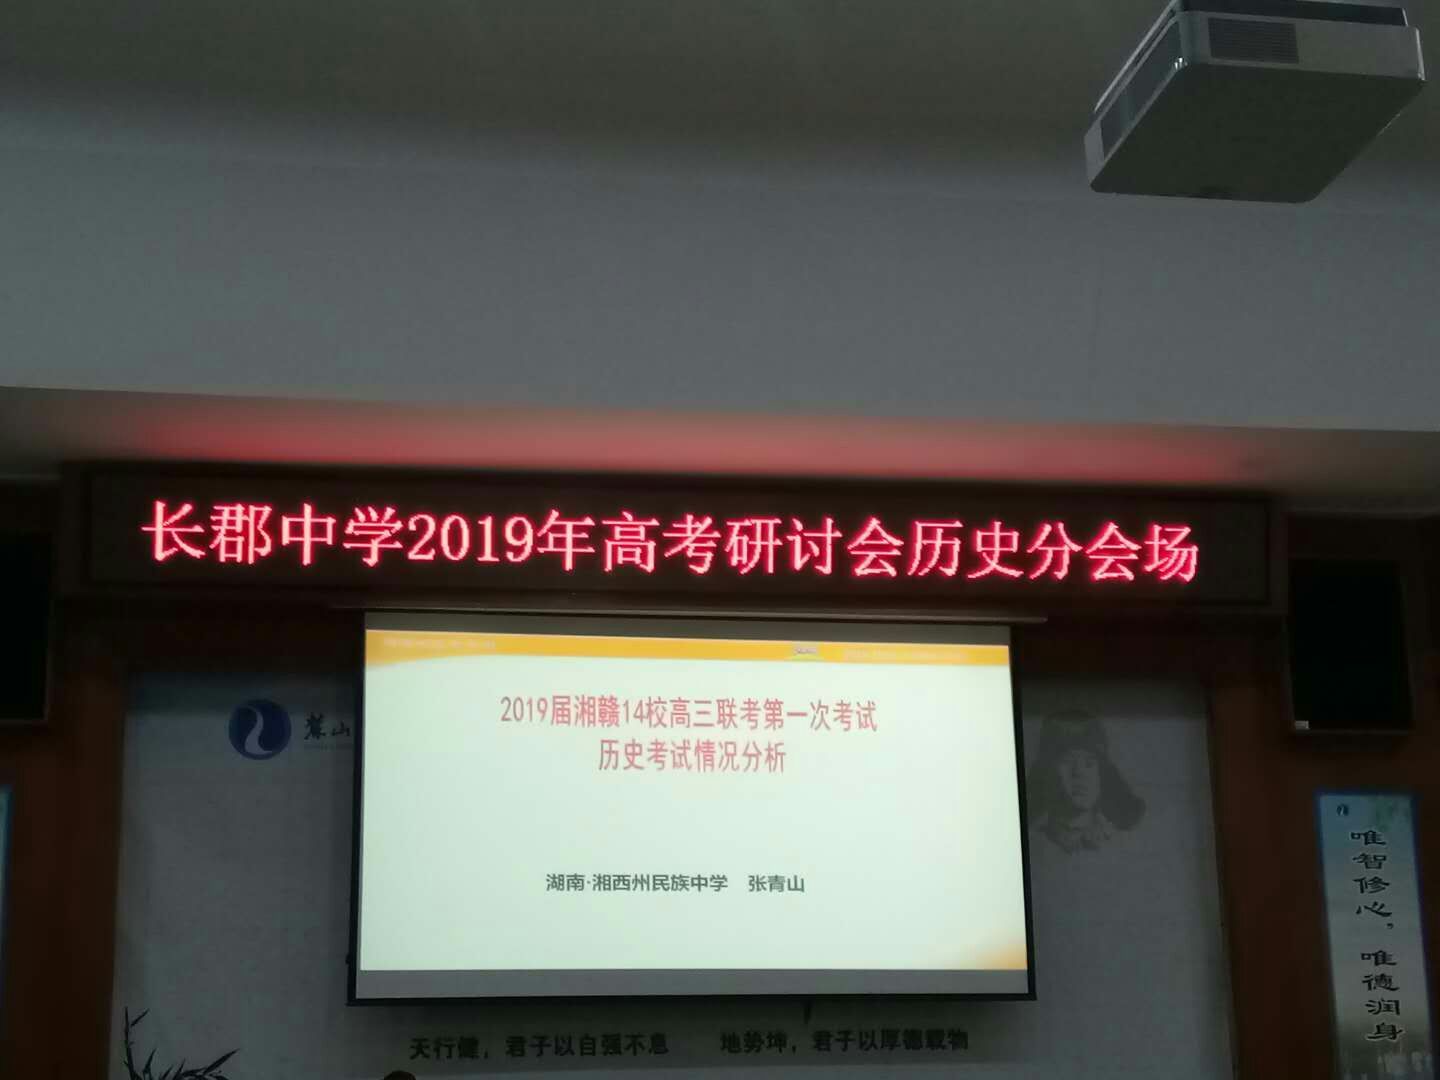 长郡中学2019年高考研讨会历史分会场
2019届湘赣14校高三联考第一次考试
历史考试情况分析
湖南·湘西州民族中学 张青山
麓山
天行健，君子以自强不息 地势坤，君子以厚德载物
唯智修心，唯德润身